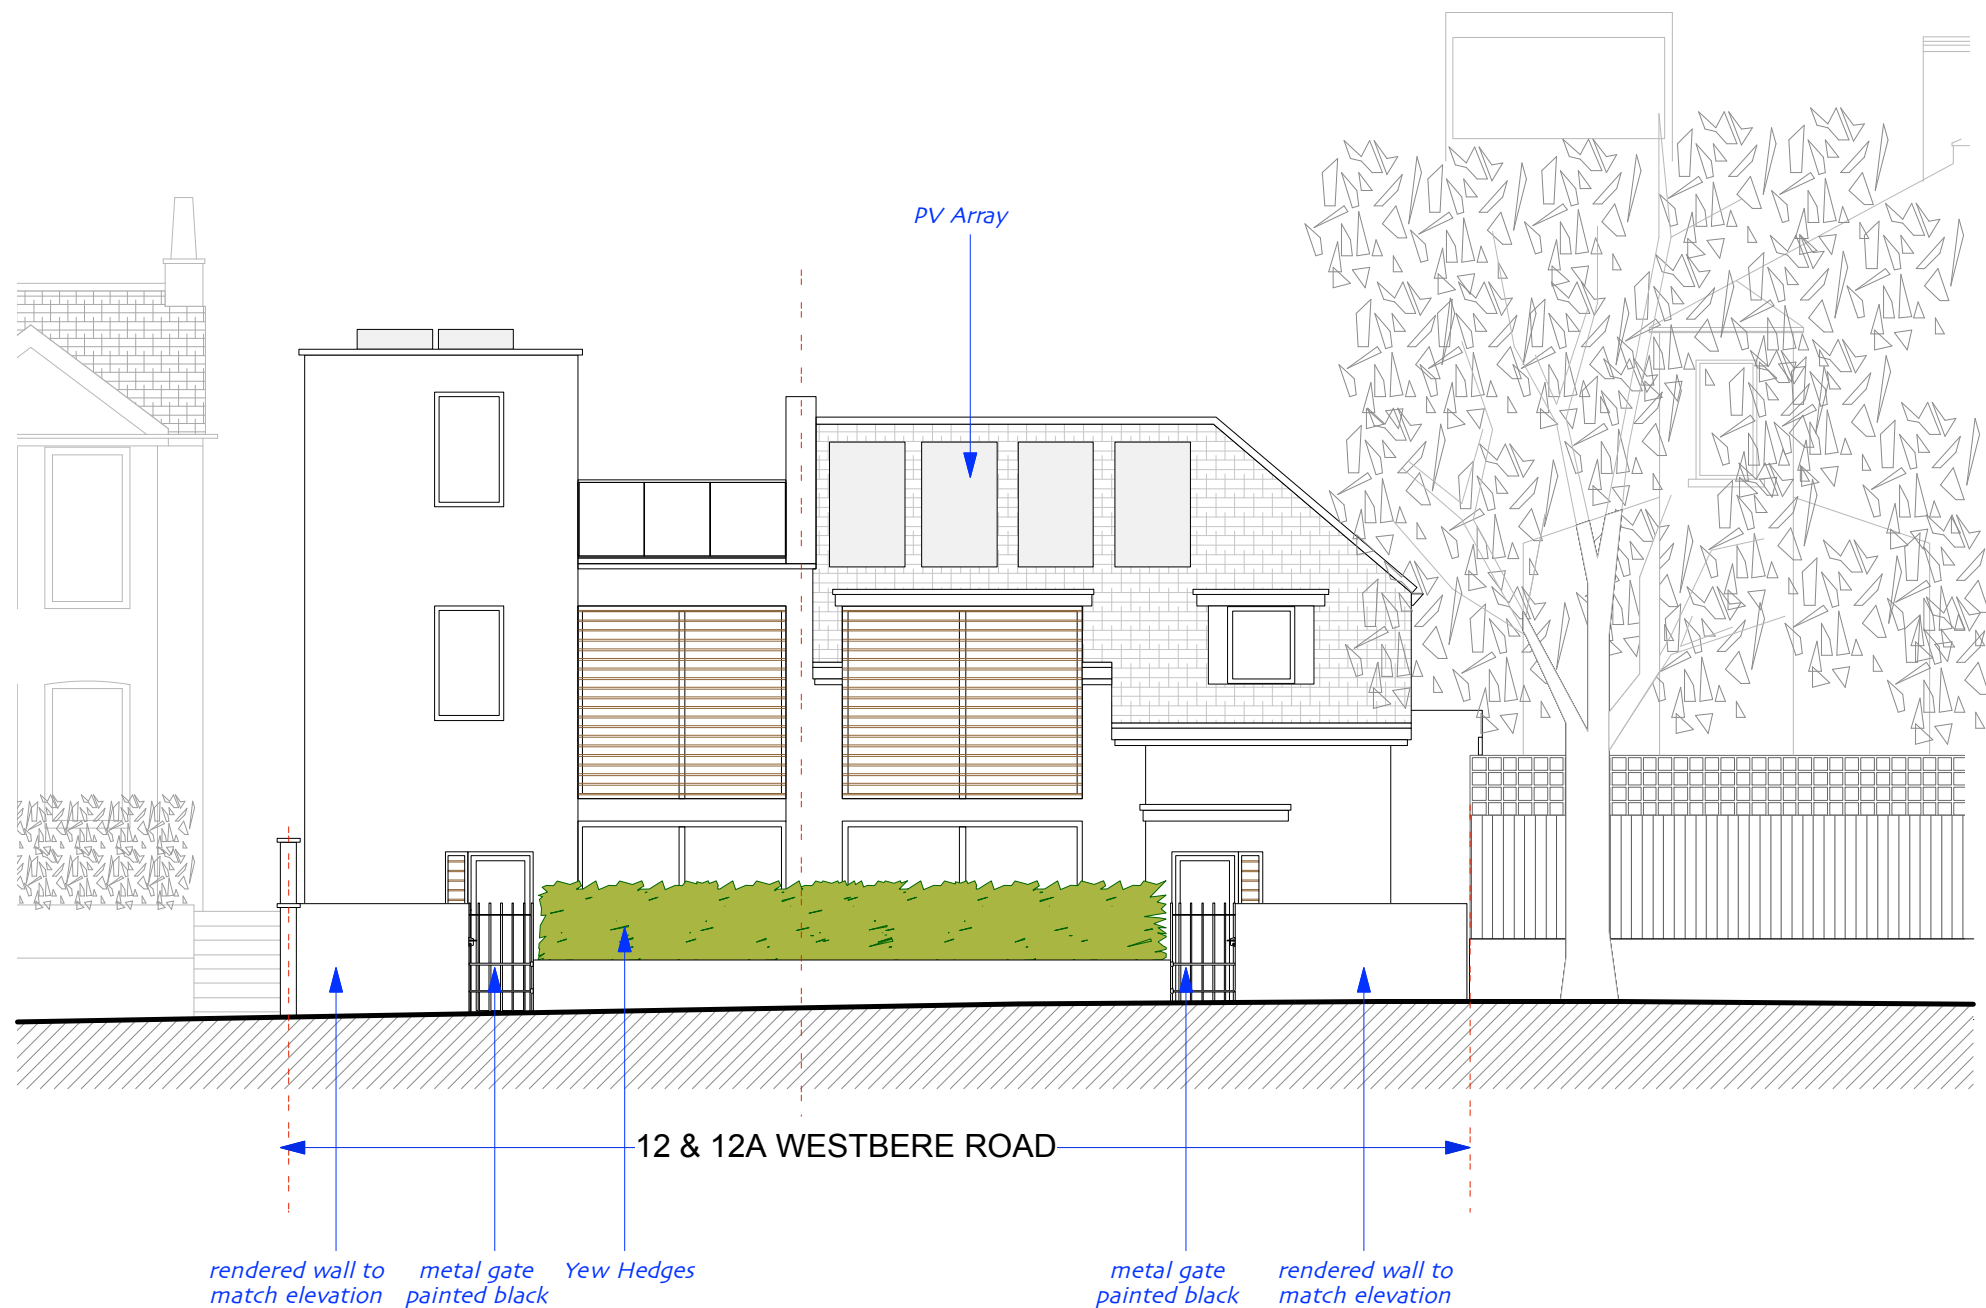 PV Array
12 & 12A WESTBERE ROAD
rendered wall to
match elevation
metal gate
painted black
Yew Hedges
metal gate
painted black
rendered wall to
match elevation